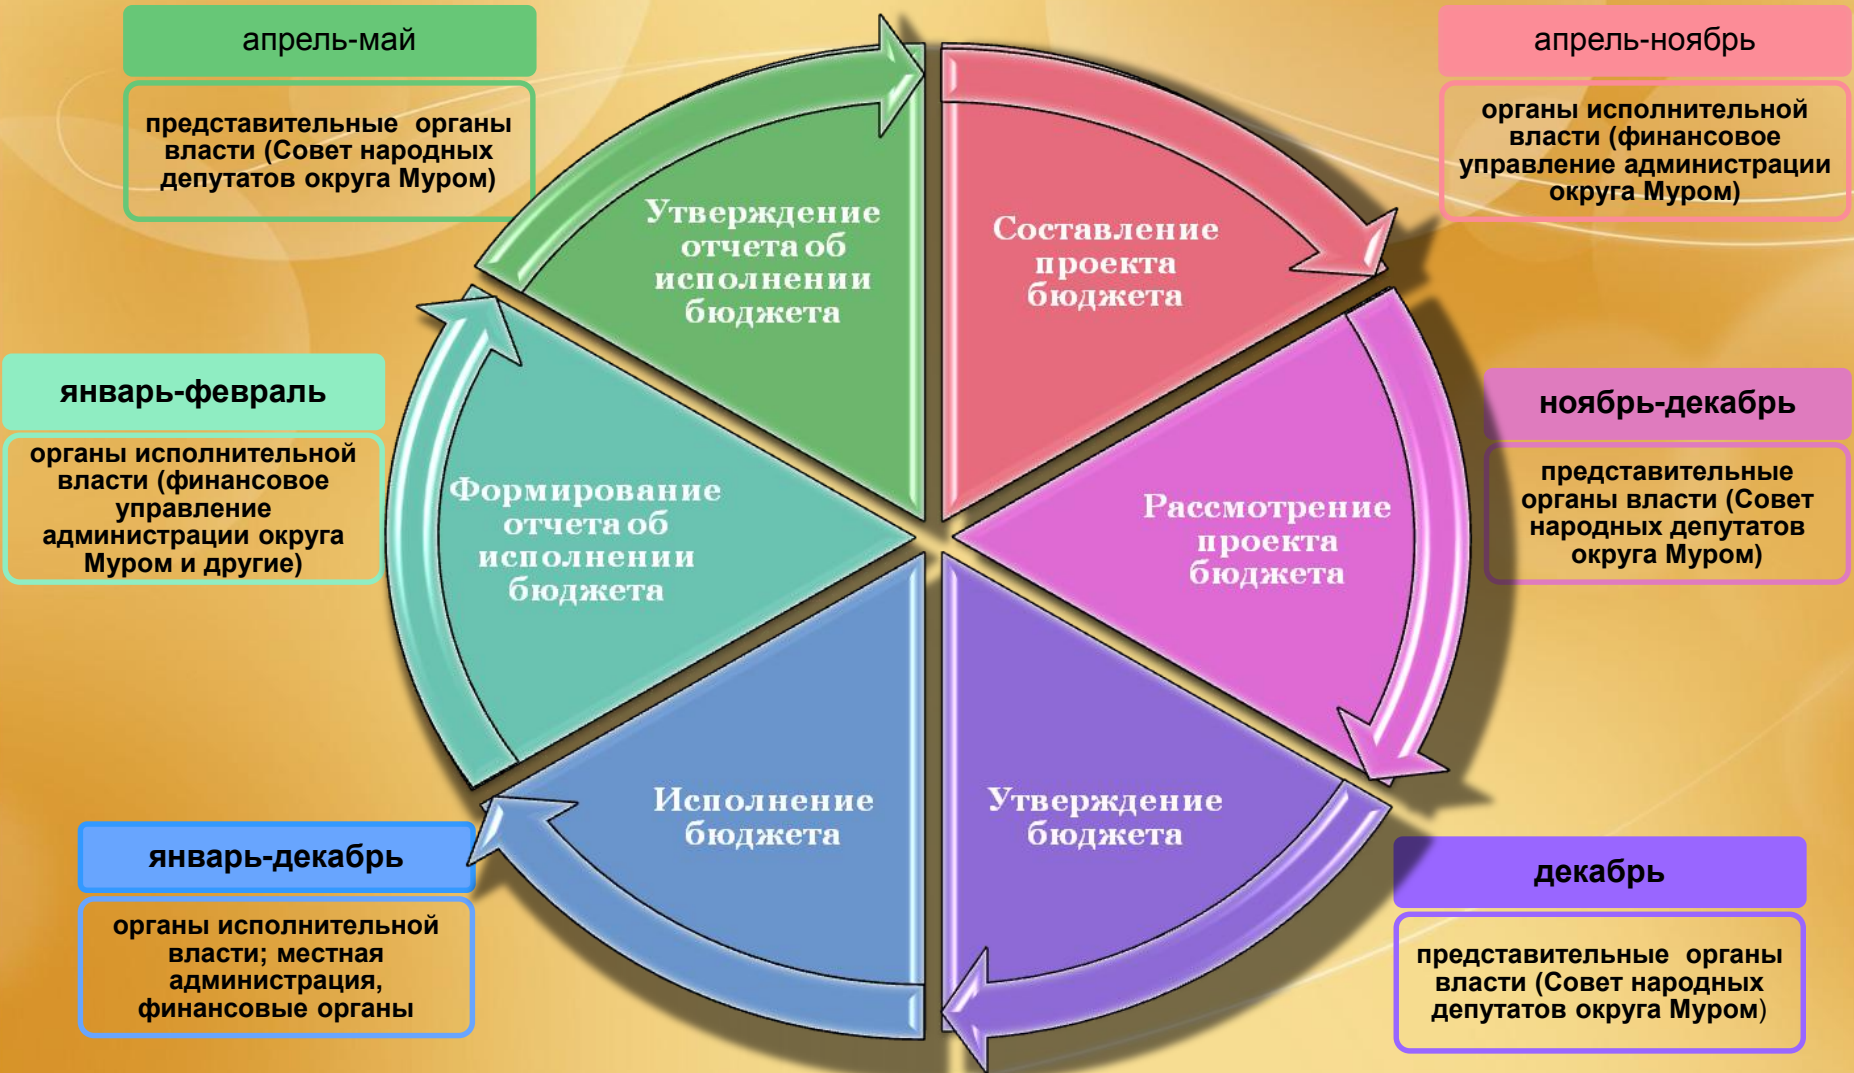 апрель-май
представительные органы
власти (Совет народных
депутатов округа Муром)
апрель-ноябрь
органы исполнительной
власти (финансовое
управление администрации
округа Муром)
Утверждение
отчета об
исполнении
бюджета
Составление
проекта
бюджета
январь-февраль
органы исполнительной
власти (финансовое
управление
администрации округа
Муром и другие)
Формирование
отчета об
исполнении
бюджета
Рассмотрение
проекта
бюджета
ноябрь-декабрь
представительные
органы власти (Совет
народных депутатов
округа Муром)
январь-декабрь
органы исполнительной
власти; местная
администрация,
финансовые органы
Исполнение
бюджета
Утверждение
бюджета
декабрь
представительные органы
власти (Совет народных
депутатов округа Муром)